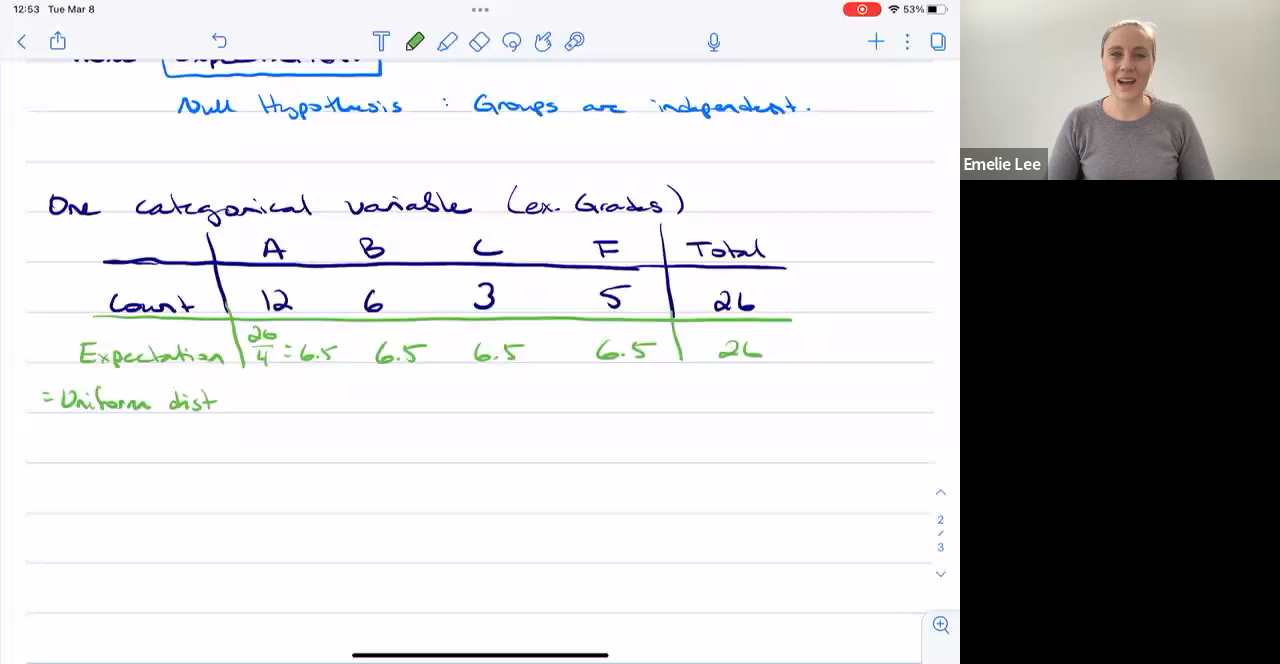 12:53 Tue Mar 8
53%
Null Hypothesis : Groups are independent.
One categorical variable (ex. Grades)
A B C F Total
Count 12 6 3 5 26
Expectation 26/4 = 6.5 6.5 6.5 6.5 26
= Uniform dist
Emelie Lee
2
/
3